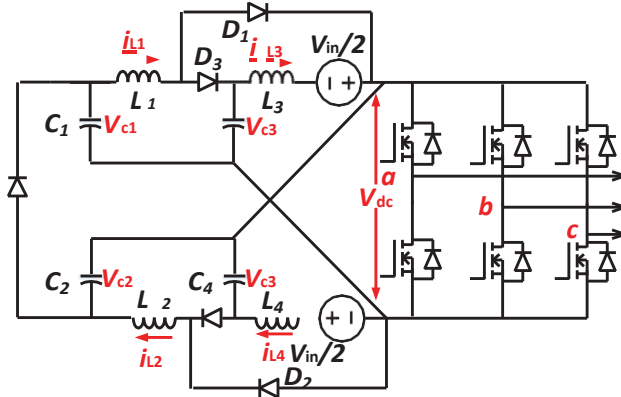 D1
iL1
D3
i L3
Vin/2
L 1
L3
C1
Vc1
Vc3
a
Vdc
b
c
C2
Vc2
C4
Vc3
L 2
L4
iL2
iL4
Vin/2
D2